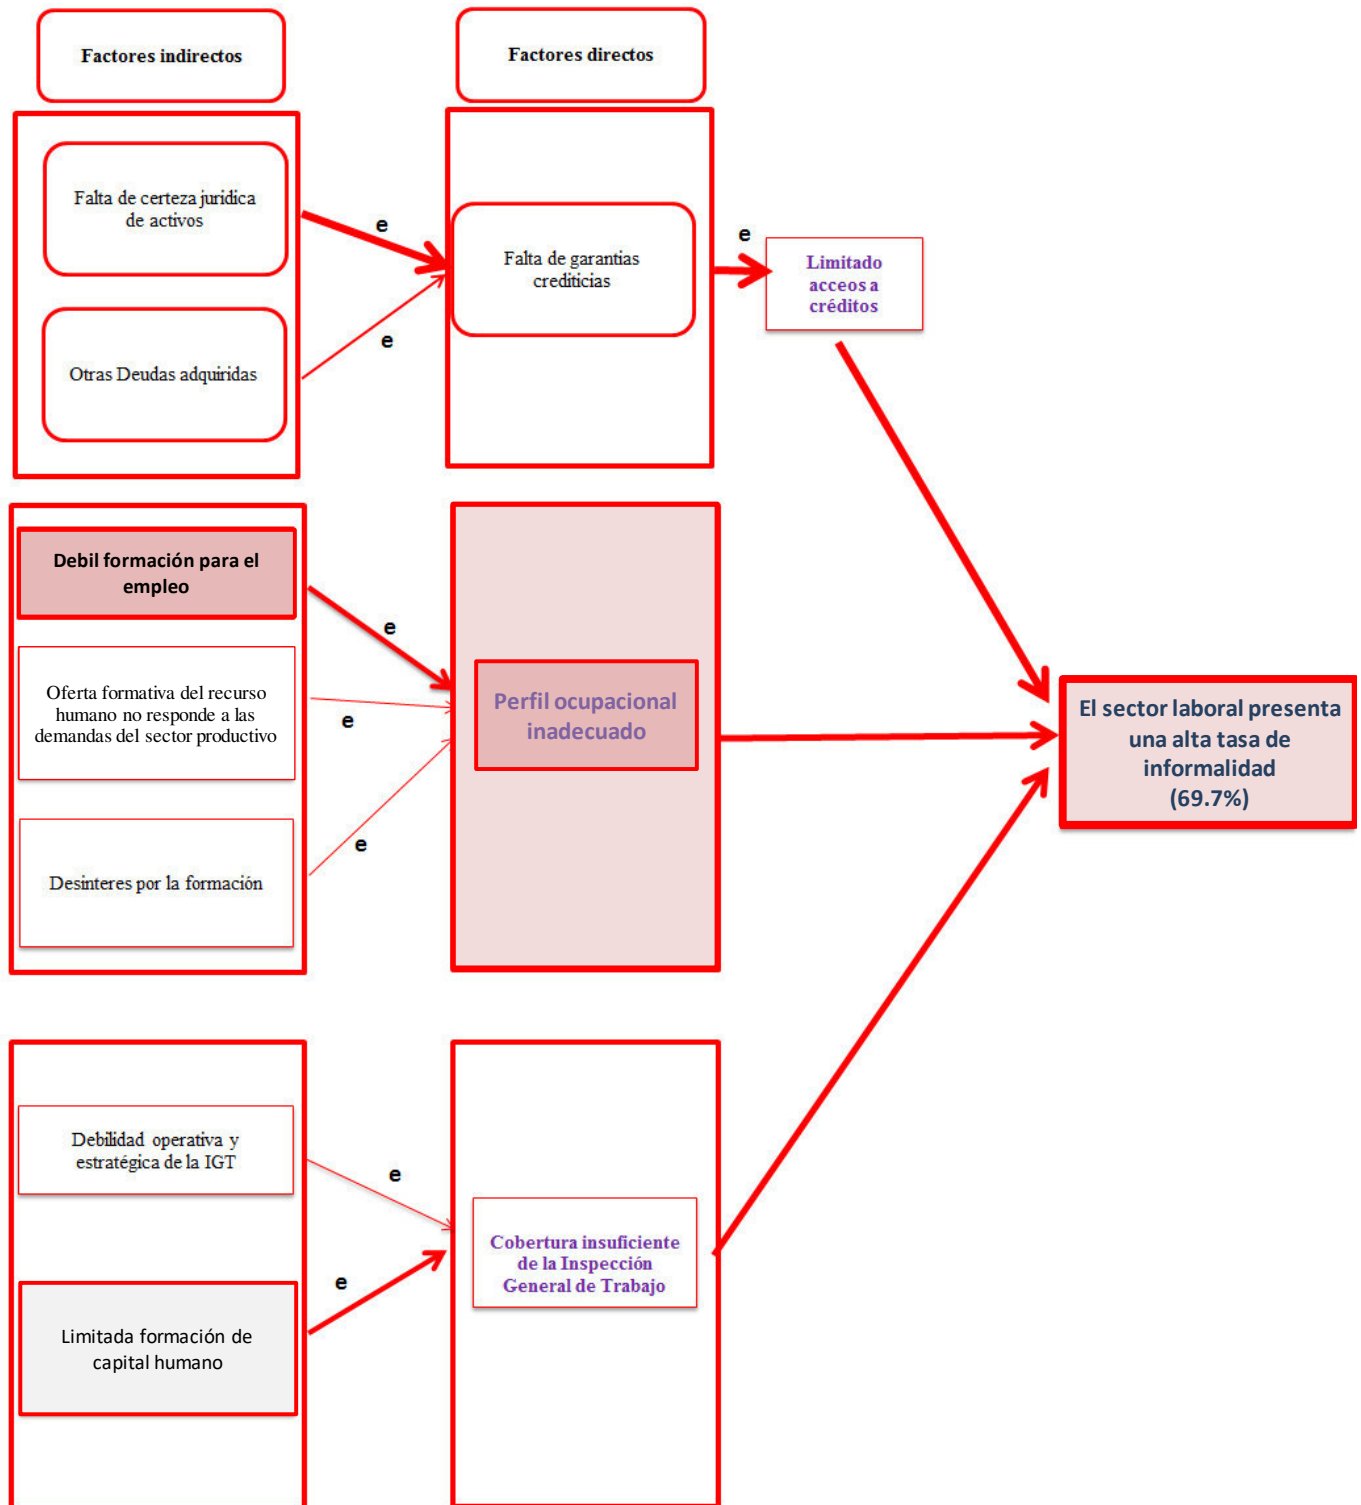 Factores indirectos
Factores directos
Falta de certeza juridica
de activos
e
Falta de garantias
crediticias
e
Limitado
acceos a
créditos
Otras Deudas adquiridas
e
Debil formación para el
empleo
e
Oferta formativa del recurso
humano no responde a las
demandas del sector productivo
e
Desinteres por la formación
e
Perfil ocupacional
inadecuado
El sector laboral presenta
una alta tasa de
informalidad
(69.7%)
Debilidad operativa y
estratégica de la IGT
e
Limitada formación de
capital humano
e
Cobertura insuficiente
de la Inspección
General de Trabajo